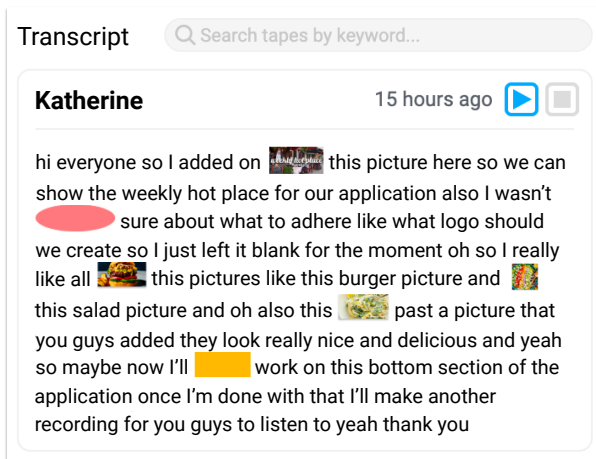 Transcript
Search tapes by keyword...
Katherine
15 hours ago
hi everyone so I added on weekly hot place this picture here so we can
show the weekly hot place for our application also I wasn't
sure about what to adhere like what logo should
we create so I just left it blank for the moment oh so I really
like all this pictures like this burger picture and
this salad picture and oh also this past a picture that
you guys added they look really nice and delicious and yeah
so maybe now I'll work on this bottom section of the
application once I'm done with that I'll make another
recording for you guys to listen to yeah thank you